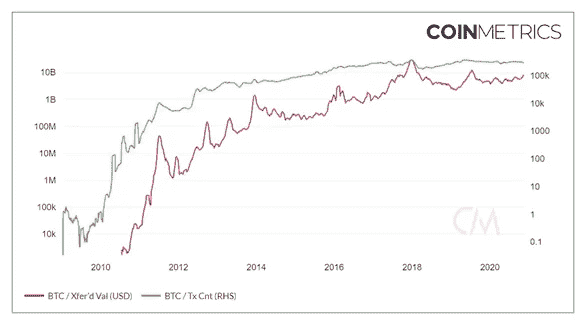 COINMETRICS
10B
1B
100M
10M
1M
100k
10k
100k
10k
1000
100
10
1
0.1
2010 2012 2014 2016 2018 2020
CM
BTC / Xfer'd Val (USD) BTC / Tx Cnt (RHS)